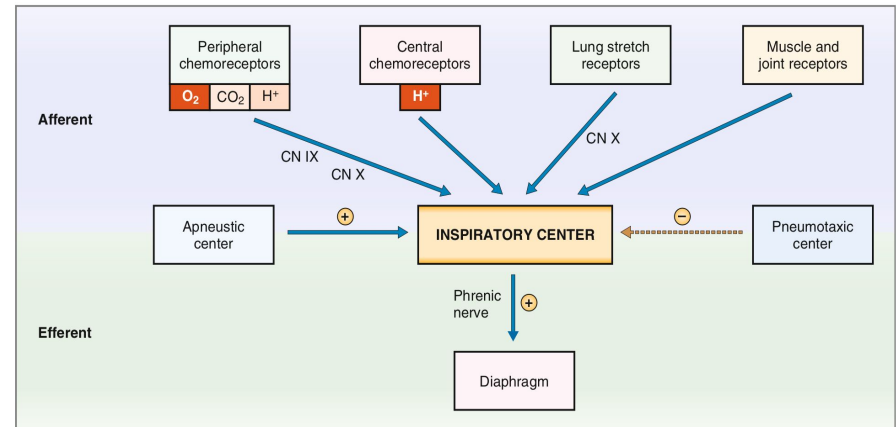 Peripheral
chemoreceptors
O₂ CO₂ H⁺
Central
chemoreceptors
H⁺
Lung stretch
receptors
Muscle and
joint receptors
Afferent
CN IX
CN X
CN X
Apneustic
center
+
INSPIRATORY CENTER
−
Pneumotaxic
center
Phrenic
nerve
+
Efferent
Diaphragm